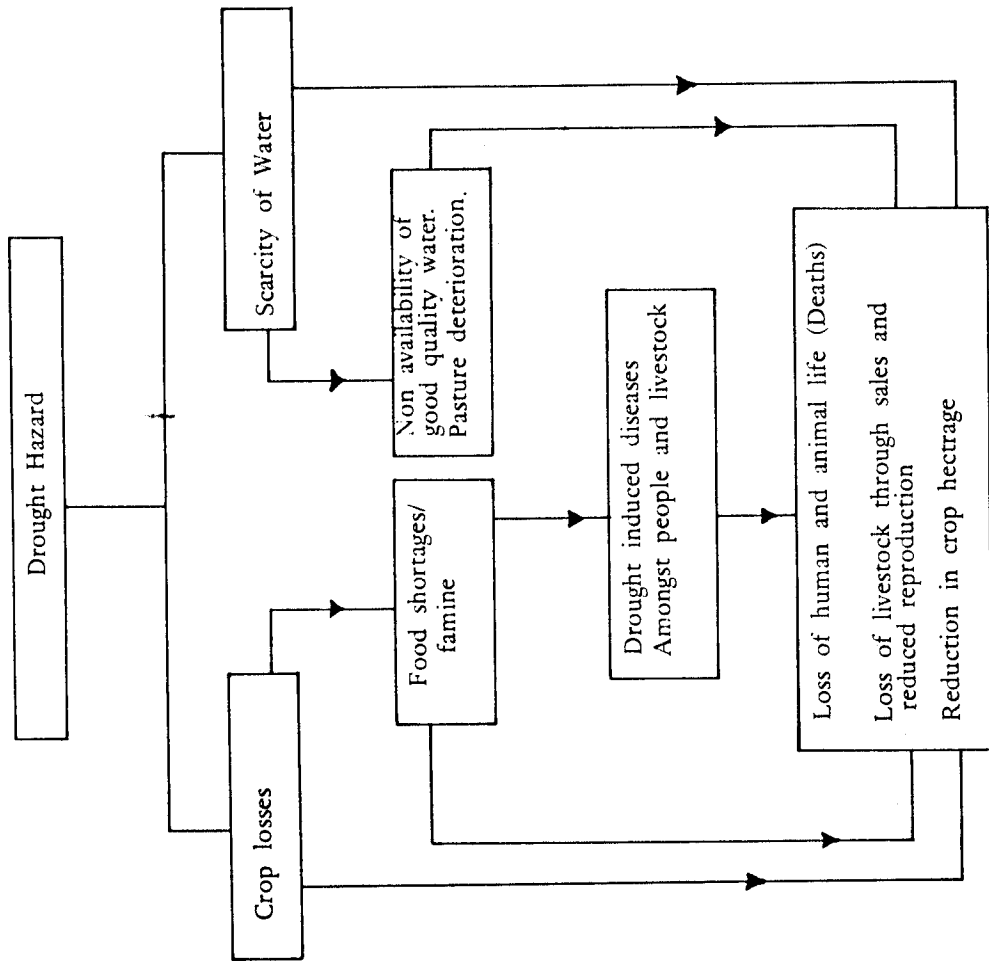 Drought Hazard
Crop losses
Scarcity of Water
Food shortages/
famine
Non availability of
good quality water.
Pasture deterioration.
Drought induced diseases
Amongst people and livestock
Loss of human and animal life (Deaths)
Loss of livestock through sales and
reduced reproduction
Reduction in crop hectrage